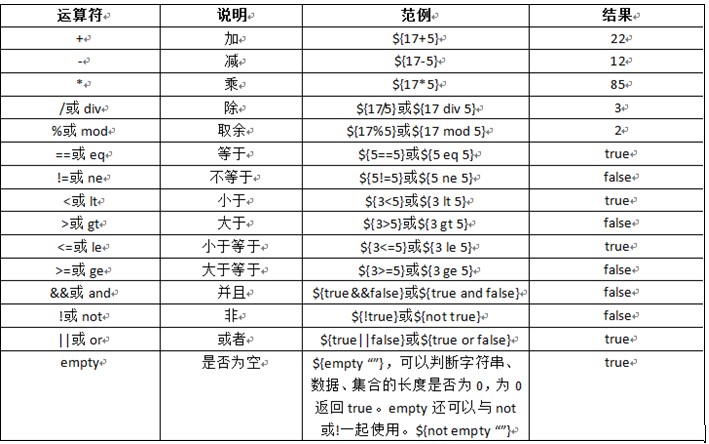 运算符 说明 范例 结果
+ 加 ${17+5} 22
- 减 ${17-5} 12
* 乘 ${17*5} 85
/或 div 除 ${17/5}或${17 div 5} 3
%或 mod 取余 ${17%5}或${17 mod 5} 2
==或 eq 等于 ${5==5}或${5 eq 5} true
!=或 ne 不等于 ${5!=5}或${5 ne 5} false
<或 lt 小于 ${3<5}或${3 lt 5} true
>或 gt 大于 ${3>5}或${3 gt 5} false
<=或 le 小于等于 ${3<=5}或${3 le 5} true
>=或 ge 大于等于 ${3>=5}或${3 ge 5} false
&&或 and 并且 ${true&&false}或${true and false} false
!或 not 非 ${!true}或${not true} false
||或 or 或者 ${true||false}或${true or false} true
empty 是否为空 ${empty “”}，可以判断字符串、 true
数据、集合的长度是否为 0，为 0
返回 true。empty 还可以与 not
或!一起使用。${not empty “”}